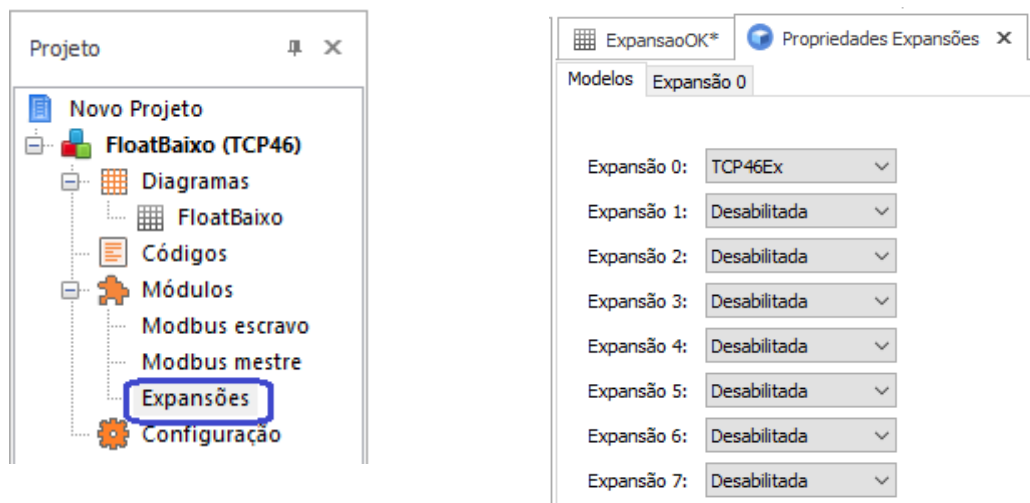 Projeto
Novo Projeto
FloatBaixo (TCP46)
Diagramas
FloatBaixo
Códigos
Módulos
Modbus escravo
Modbus mestre
Expansões
Configuração
ExpansaoOK*
Propriedades Expansões
Modelos
Expansão 0
Expansão 0: TCP46Ex
Expansão 1: Desabilitada
Expansão 2: Desabilitada
Expansão 3: Desabilitada
Expansão 4: Desabilitada
Expansão 5: Desabilitada
Expansão 6: Desabilitada
Expansão 7: Desabilitada